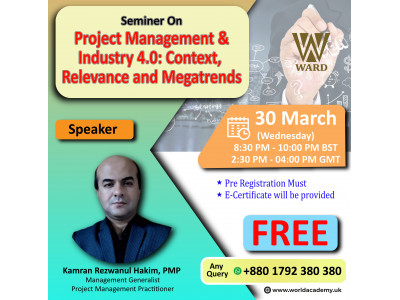 Seminer On
Project Management &
Industry 4.0: Context,
Relevance and Megatrends
WARD
Speaker
30 March
(Wednesday)
8:30 PM - 10:00 PM BST
2:30 PM - 04:00 PM GMT
Pre Registration Must
E-Certificate will be provided
FREE
Kamran Rezwanul Hakim, PMP
Management Generalist
Project Management Practitioner
Any
Query
+880 1792 380 380
www.worldacademy.uk